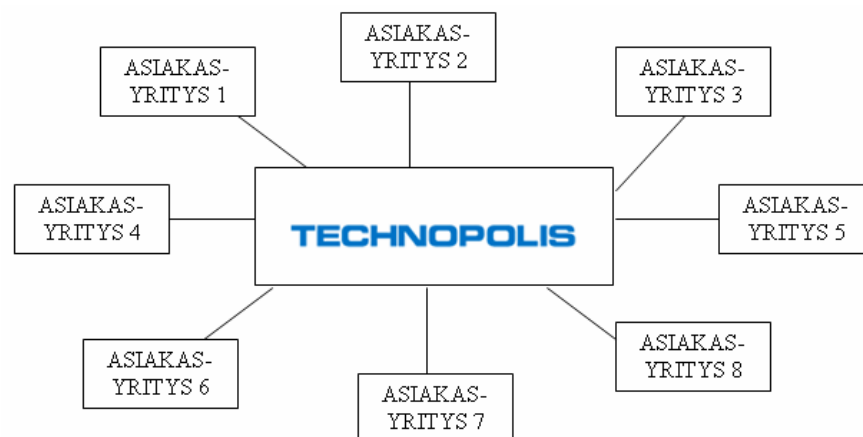 ASIAKAS-
YRITYS 1
ASIAKAS-
YRITYS 2
ASIAKAS-
YRITYS 3
ASIAKAS-
YRITYS 4
TECHNOPOLIS
ASIAKAS-
YRITYS 5
ASIAKAS-
YRITYS 6
ASIAKAS-
YRITYS 7
ASIAKAS-
YRITYS 8